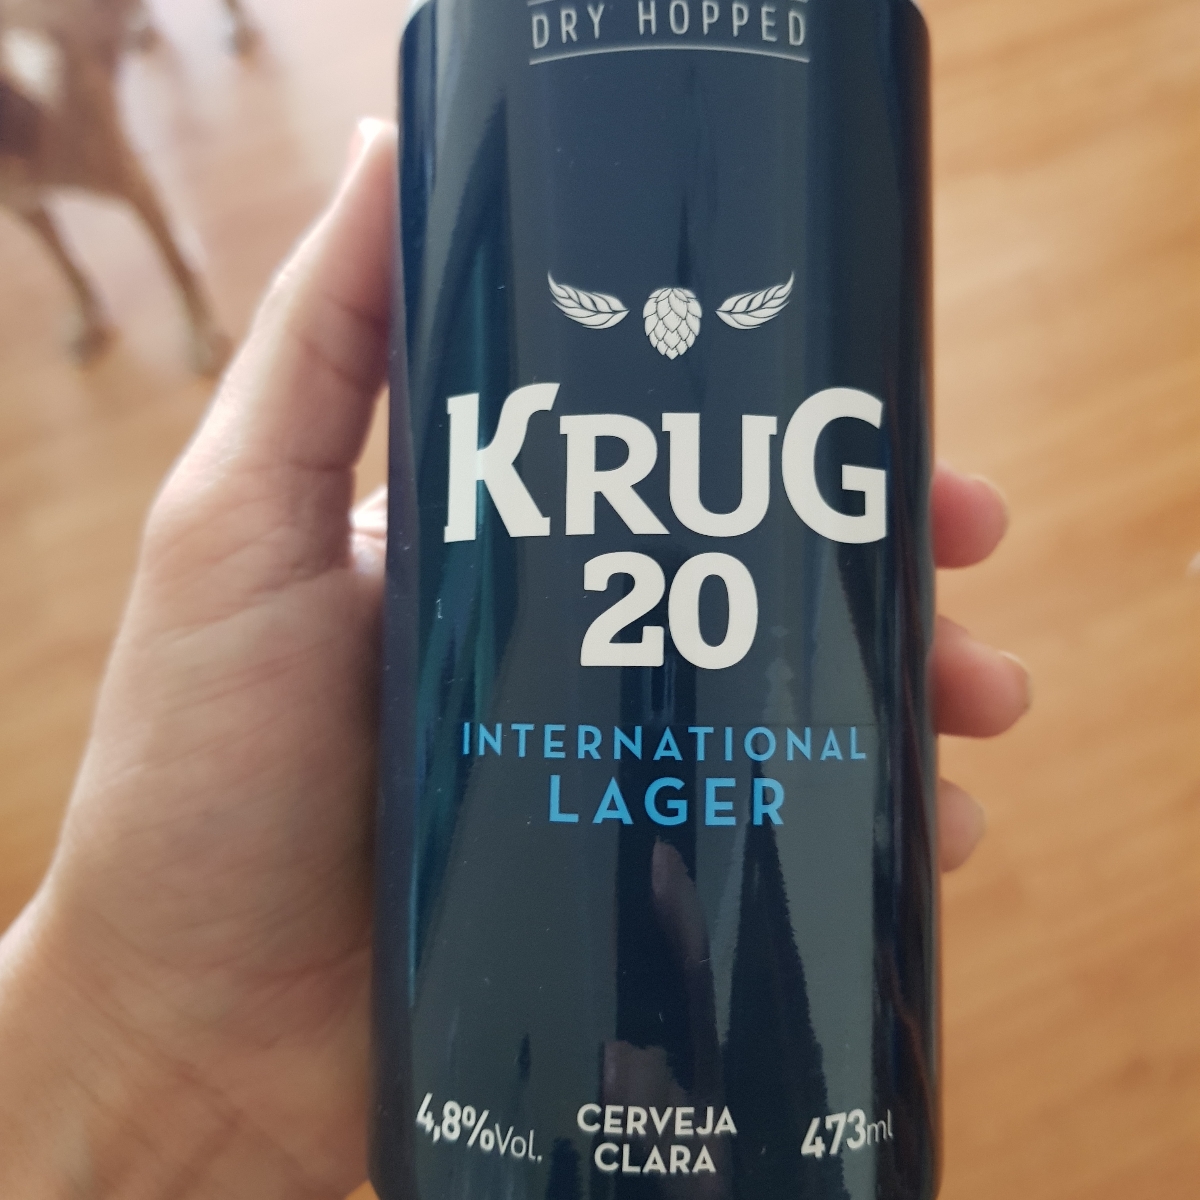 DRY HOPPED
KRUG
20
INTERNATIONAL
LAGER
4,8%Vol.
CERVEJA
CLARA
473ml